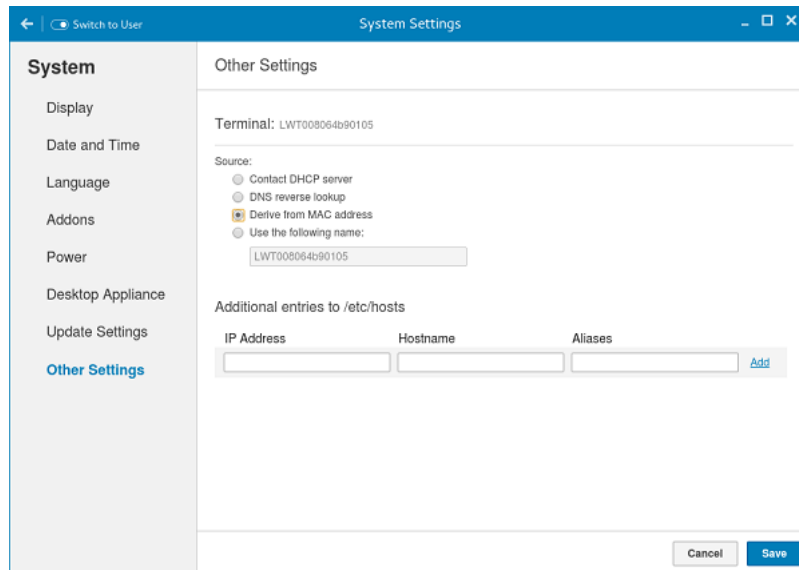 Switch to User
System Settings
System
Display
Date and Time
Language
Addons
Power
Desktop Appliance
Update Settings
Other Settings
Other Settings
Terminal: LWT008064b90105
Source:
Contact DHCP server
DNS reverse lookup
Derive from MAC address
Use the following name:
LWT008064b90105
Additional entries to /etc/hosts
IP Address Hostname Aliases
Add
Cancel Save